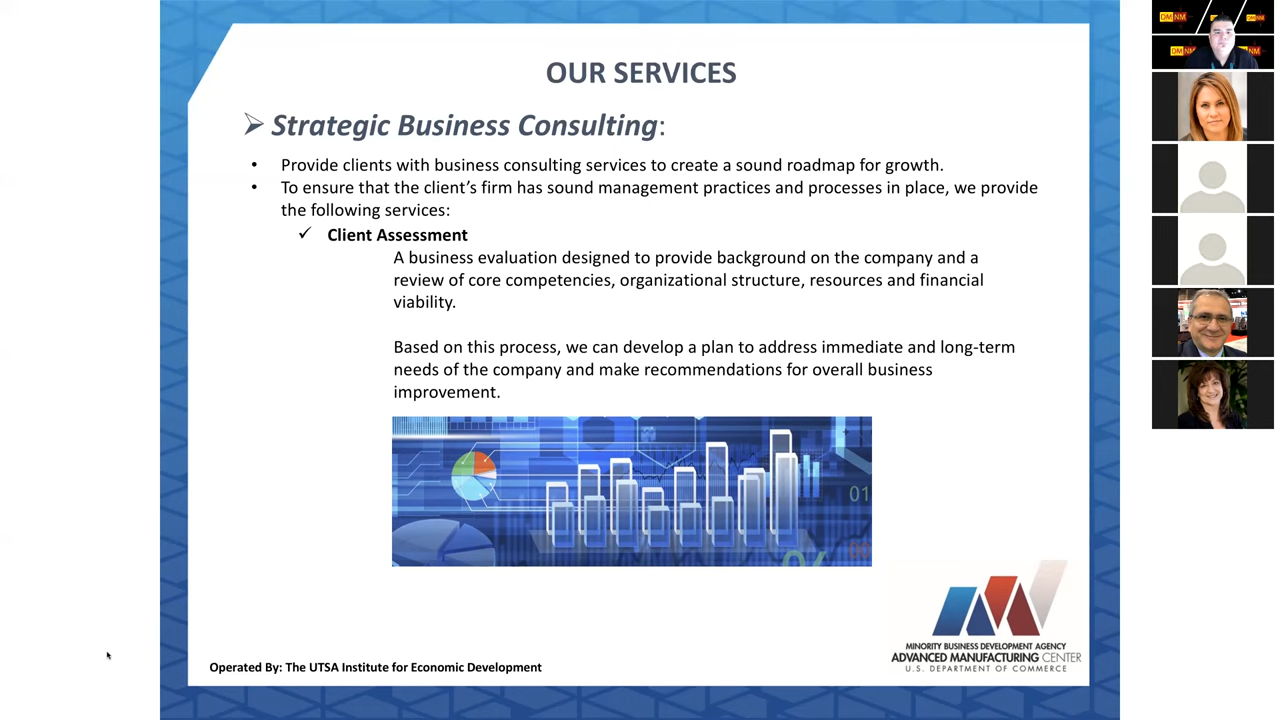 OUR SERVICES
Strategic Business Consulting:
• Provide clients with business consulting services to create a sound roadmap for growth.
• To ensure that the client's firm has sound management practices and processes in place, we provide
the following services:
✓ Client Assessment
A business evaluation designed to provide background on the company and a
review of core competencies, organizational structure, resources and financial
viability.
Based on this process, we can develop a plan to address immediate and long-term
needs of the company and make recommendations for overall business
improvement.
01
04
00
MINORITY BUSINESS DEVELOPMENT AGENCY
ADVANCED MANUFACTURING CENTER
U.S. DEPARTMENT OF COMMERCE
Operated By: The UTSA Institute for Economic Development
DMNM
DMNM
DMNM